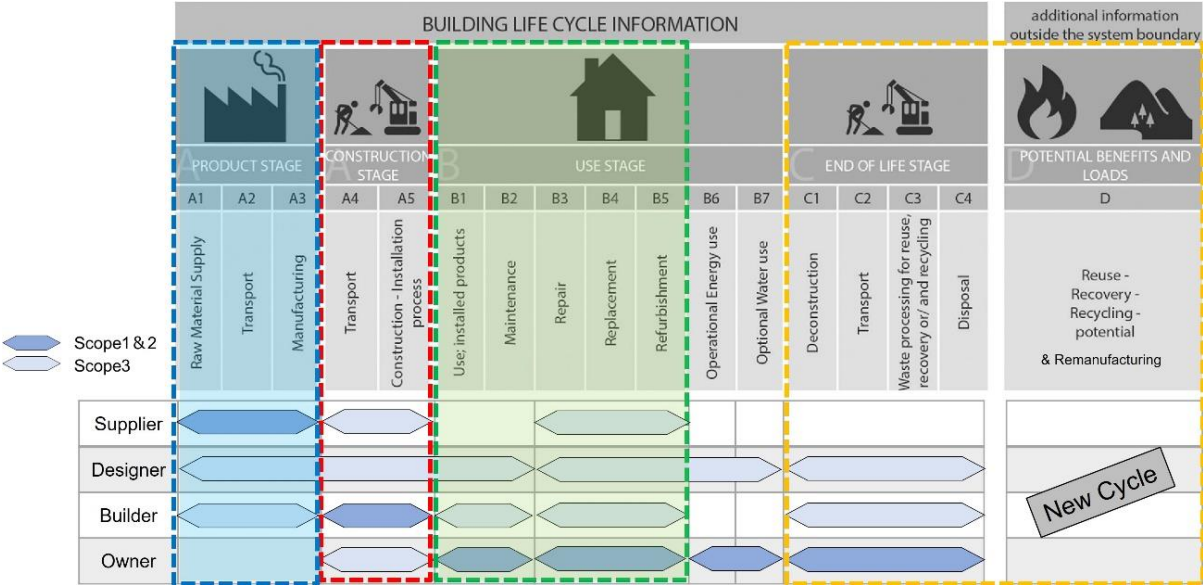 BUILDING LIFE CYCLE INFORMATION
additional information
outside the system boundary
A
PRODUCT STAGE
A
CONSTRUCTION
STAGE
B
USE STAGE
C
END OF LIFE STAGE
D
POTENTIAL BENEFITS AND
LOADS
A1
A2
A3
A4
A5
B1
B2
B3
B4
B5
B6
B7
C1
C2
C3
C4
D
Raw Material Supply
Transport
Manufacturing
Transport
Construction - Installation
process
Use; installed products
Maintenance
Repair
Replacement
Refurbishment
Operational Energy use
Optional Water use
Deconstruction
Transport
Waste processing for reuse,
recovery or/ and recycling
Disposal
Reuse -
Recovery -
Recycling -
potential
& Remanufacturing
Scope1 & 2
Scope3
Supplier
Designer
Builder
Owner
New Cycle